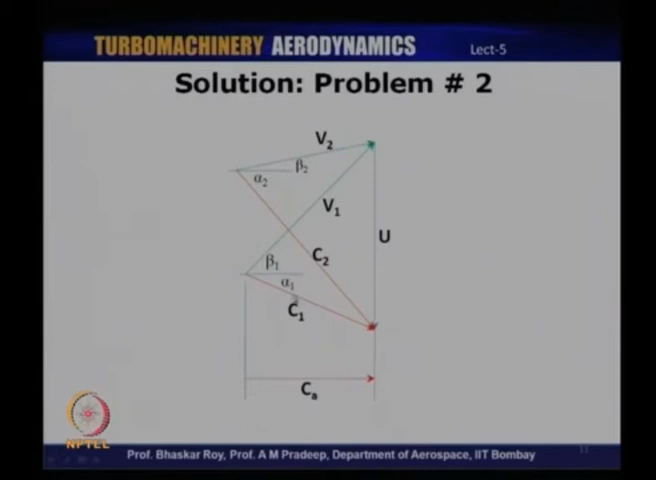 TURBOMACHINERY AERODYNAMICS Lect-5
Solution: Problem # 2
V₂
β₂
α₂
V₁
U
C₂
β₁
α₁
C₁
Cₐ
NPTEL
Prof. Bhaskar Roy, Prof. A M Pradeep, Department of Aerospace, IIT Bombay
11